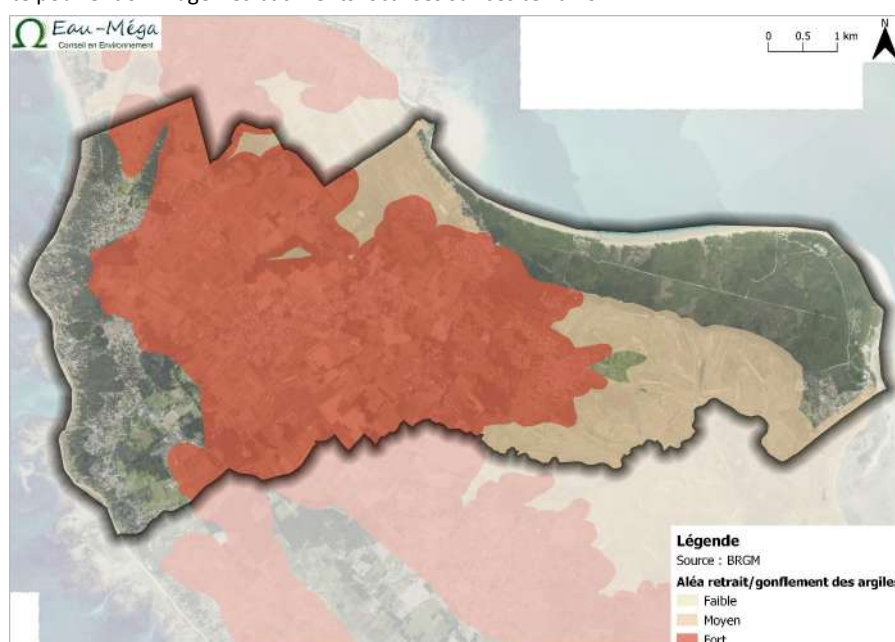 Eau-Méga
Conseil en Environnement
0 0.5 1 km
N
Légende
Source : BRGM
Aléa retrait/gonflement des argiles
Faible
Moyen
Fort